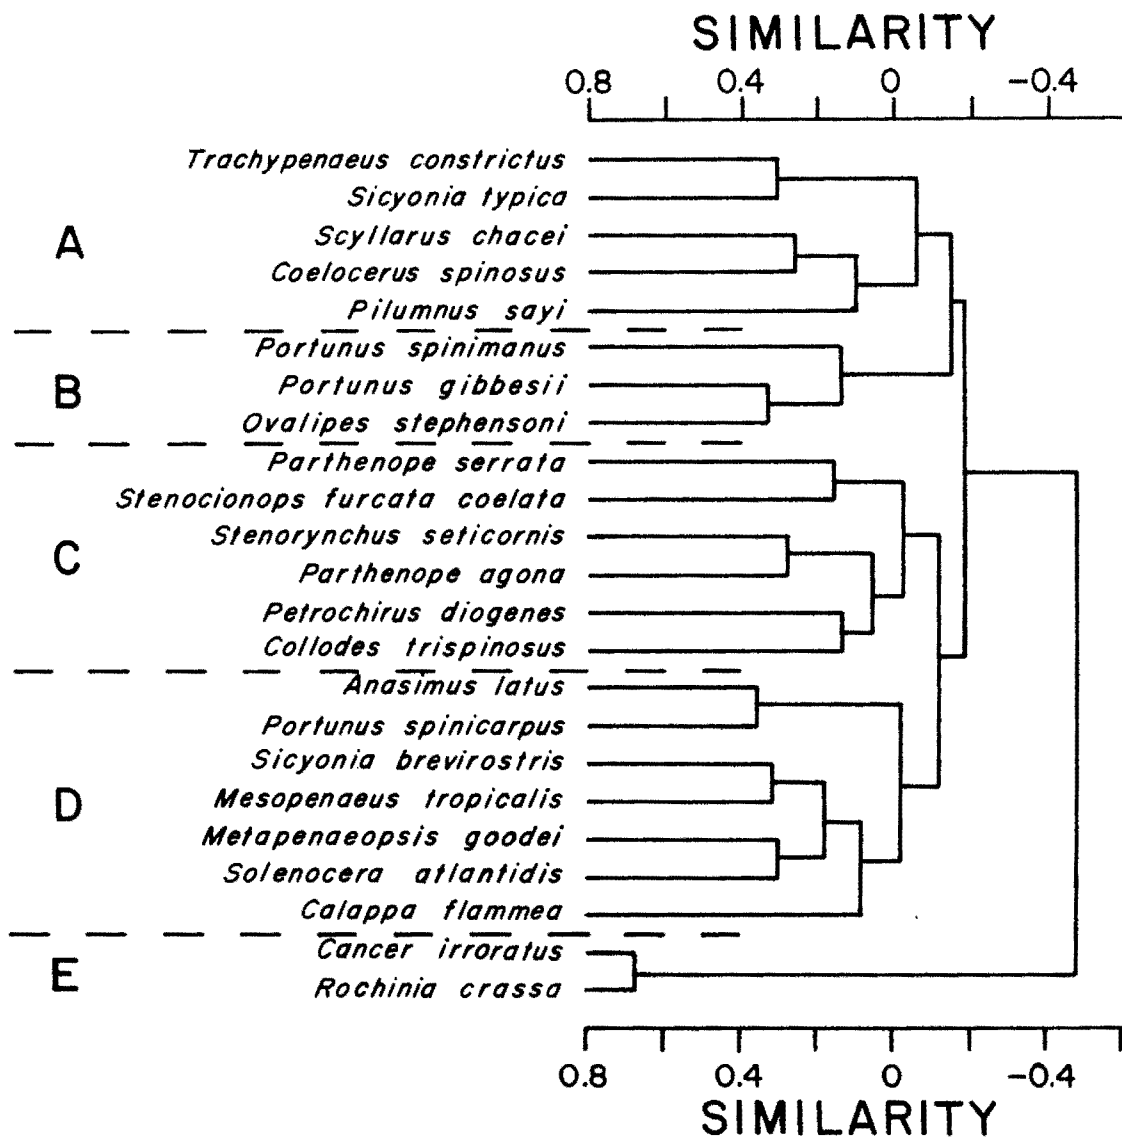 SIMILARITY
0.8 0.4 0 -0.4
Trachypenaeus constrictus
Sicyonia typica
A
Scyllarus chacei
Coelocerus spinosus
Pilumnus sayi
Portunus spinimanus
B
Portunus gibbesii
Ovalipes stephensoni
Parthenope serrata
Stenocionops furcata coelata
Stenorynchus seticornis
C
Parthenope agona
Petrochirus diogenes
Collodes trispinosus
Anasimus latus
Portunus spinicarpus
Sicyonia brevirostris
D
Mesopenaeus tropicalis
Metapenaeopsis goodei
Solenocera atlantidis
Calappa flammea
Cancer irroratus
E
Rochinia crassa
0.8 0.4 0 -0.4
SIMILARITY